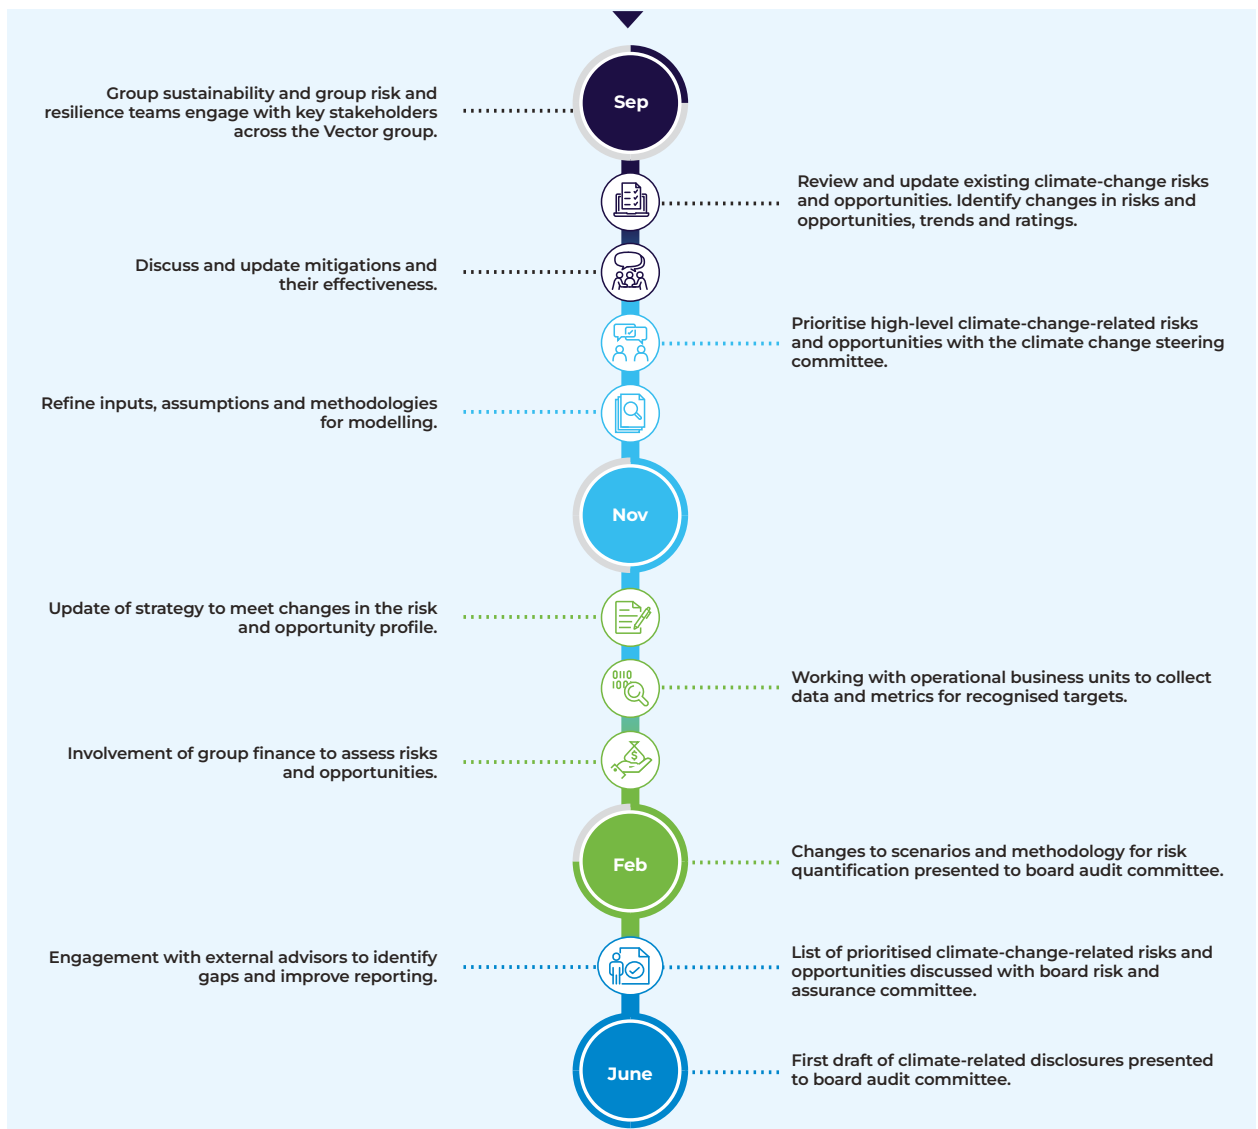 Group sustainability and group risk and
resilience teams engage with key stakeholders
across the Vector group.
Sep
Review and update existing climate-change risks
and opportunities. Identify changes in risks and
opportunities, trends and ratings.
Discuss and update mitigations and
their effectiveness.
Prioritise high-level climate-change-related risks
and opportunities with the climate change steering
committee.
Refine inputs, assumptions and methodologies
for modelling.
Nov
Update of strategy to meet changes in the risk
and opportunity profile.
Working with operational business units to collect
data and metrics for recognised targets.
Involvement of group finance to assess risks
and opportunities.
Feb
Changes to scenarios and methodology for risk
quantification presented to board audit committee.
Engagement with external advisors to identify
gaps and improve reporting.
List of prioritised climate-change-related risks and
opportunities discussed with board risk and
assurance committee.
June
First draft of climate-related disclosures presented
to board audit committee.